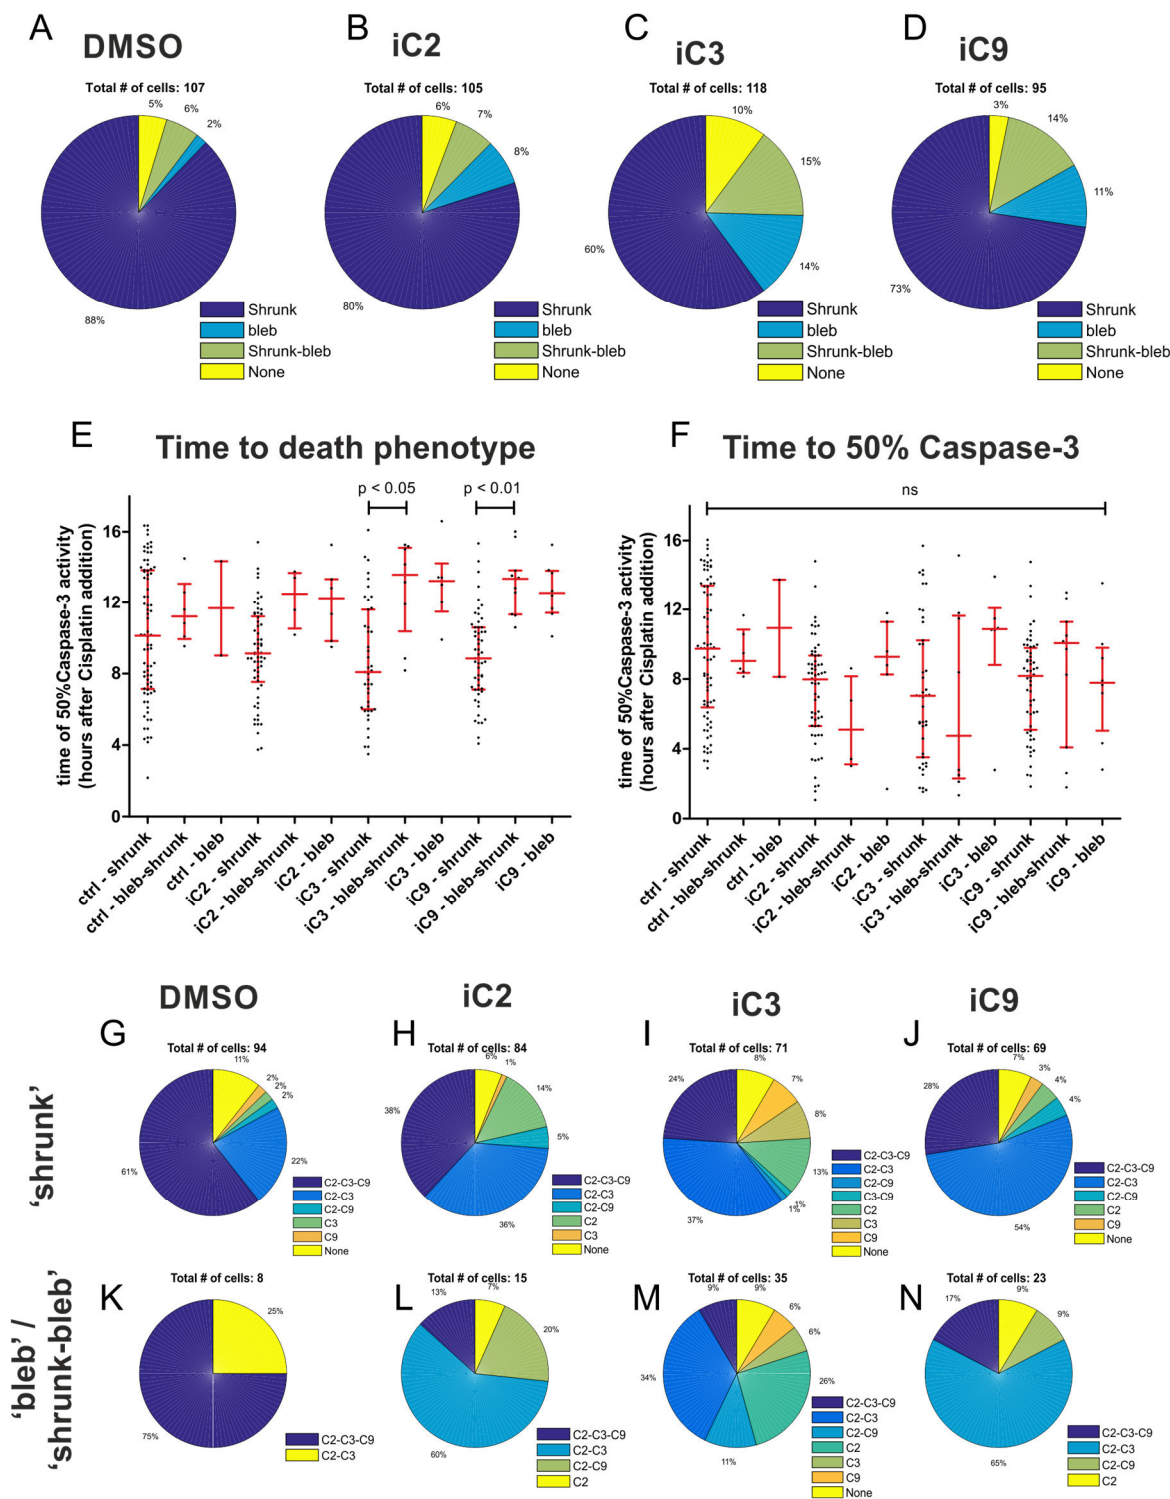 A
DMSO
Total # of cells: 107
5%
6%
2%
88%
Shrunk
bleb
Shrunk-bleb
None
B
iC2
Total # of cells: 105
6%
7%
8%
80%
Shrunk
bleb
Shrunk-bleb
None
C
iC3
Total # of cells: 118
10%
15%
14%
60%
Shrunk
bleb
Shrunk-bleb
None
D
iC9
Total # of cells: 95
3%
14%
11%
73%
Shrunk
bleb
Shrunk-bleb
None
E
Time to death phenotype
p < 0.05
p < 0.01
time of 50%Caspase-3 activity
(hours after Cisplatin addition)
16
12
8
4
0
ctrl - shrunk
ctrl - bleb-shrunk
ctrl - bleb
iC2 - shrunk
iC2 - bleb-shrunk
iC2 - bleb
iC3 - shrunk
iC3 - bleb-shrunk
iC3 - bleb
iC9 - shrunk
iC9 - bleb-shrunk
iC9 - bleb
F
Time to 50% Caspase-3
ns
time of 50%Caspase-3 activity
(hours after Cisplatin addition)
16
12
8
4
0
ctrl - shrunk
ctrl - bleb-shrunk
ctrl - bleb
iC2 - shrunk
iC2 - bleb-shrunk
iC2 - bleb
iC3 - shrunk
iC3 - bleb-shrunk
iC3 - bleb
iC9 - shrunk
iC9 - bleb-shrunk
iC9 - bleb
DMSO
iC2
iC3
iC9
'shrunk'
G
Total # of cells: 94
11%
2%
2%
2%
22%
61%
C2-C3-C9
C2-C3
C2-C9
C3
C9
None
H
Total # of cells: 84
6%
1%
14%
5%
36%
38%
C2-C3-C9
C2-C3
C2-C9
C2
C3
None
I
Total # of cells: 71
8%
7%
8%
13%
1%
1%
37%
24%
C2-C3-C9
C2-C3
C2-C9
C3-C9
C2
C3
C9
None
J
Total # of cells: 69
7%
3%
4%
4%
54%
28%
C2-C3-C9
C2-C3
C2-C9
C2
C9
None
'bleb' /
'shrunk-bleb'
K
Total # of cells: 8
25%
75%
C2-C3-C9
C2-C3
L
Total # of cells: 15
7%
20%
60%
13%
C2-C3-C9
C2-C3
C2-C9
C2
M
Total # of cells: 35
9%
6%
6%
26%
11%
34%
9%
C2-C3-C9
C2-C3
C2-C9
C2
C3
C9
None
N
Total # of cells: 23
9%
9%
65%
17%
C2-C3-C9
C2-C3
C2-C9
C2